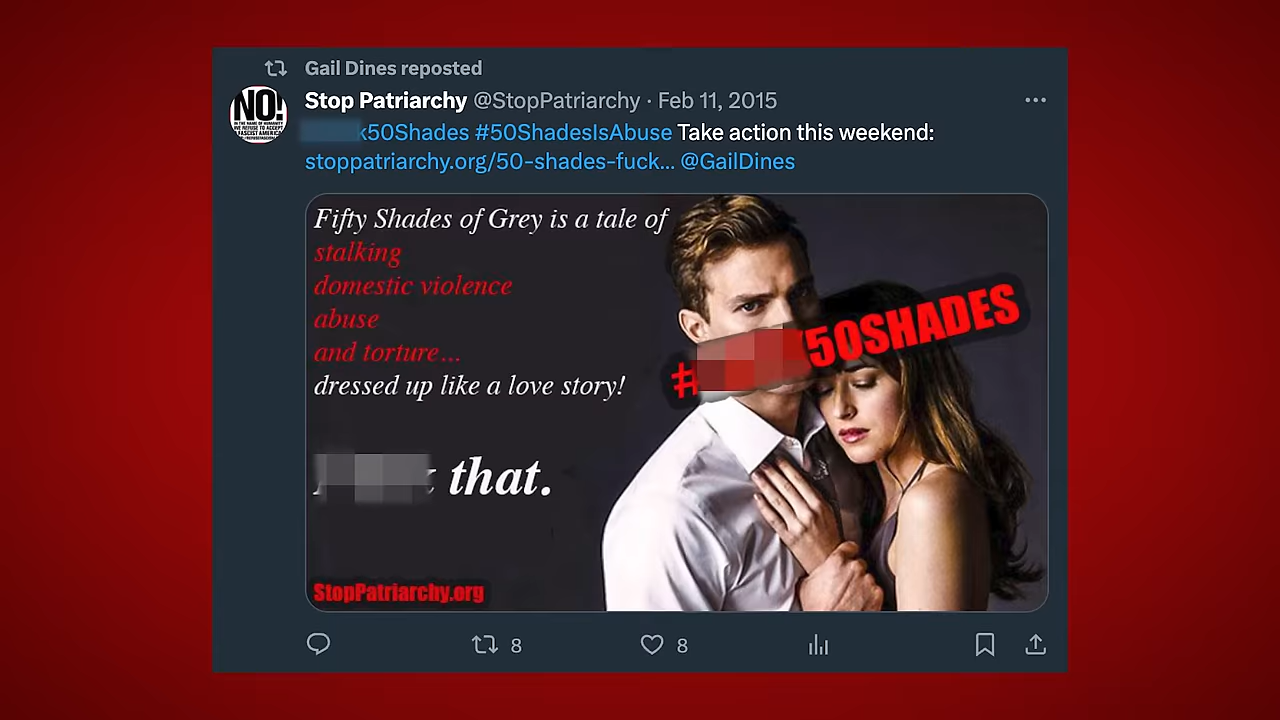 Gail Dines reposted
Stop Patriarchy @StopPatriarchy · Feb 11, 2015
k50Shades #50ShadesIsAbuse Take action this weekend:
stoppatriarchy.org/50-shades-fuck... @GailDines
NO!
Fifty Shades of Grey is a tale of
stalking
domestic violence
abuse
and torture...
dressed up like a love story!
# 50SHADES
that.
StopPatriarchy.org
8
8